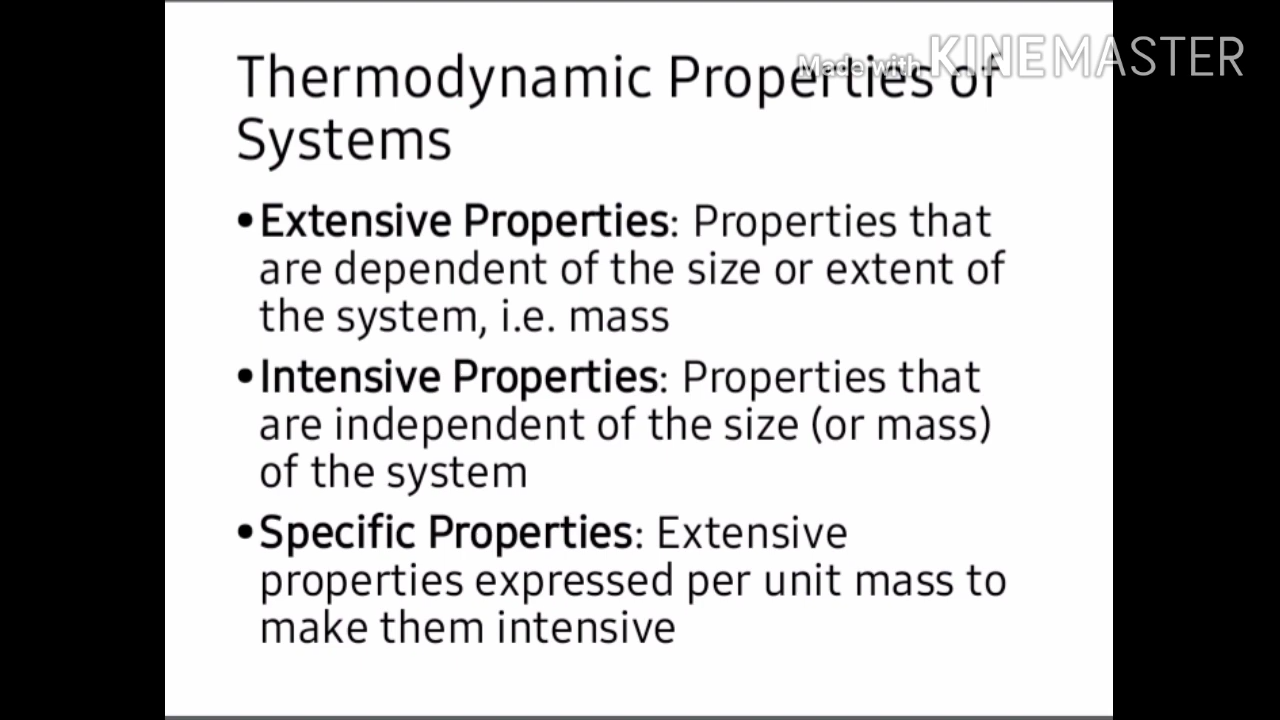 Made with KINEMASTER
Thermodynamic Properties of
Systems
•Extensive Properties: Properties that
are dependent of the size or extent of
the system, i.e. mass
•Intensive Properties: Properties that
are independent of the size (or mass)
of the system
•Specific Properties: Extensive
properties expressed per unit mass to
make them intensive